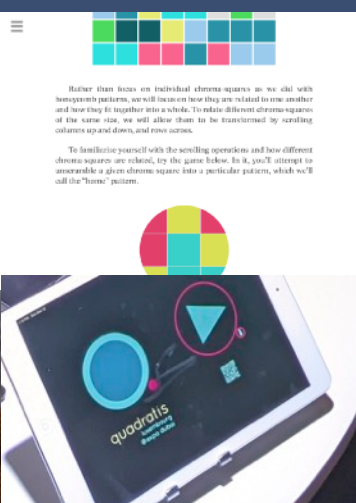 Rather than focus on individual chroma-squares as we did with
honeycomb patterns, we will focus on how they are related to one another
and how they fit together into a whole. To relate different chroma-squares
of the same size, we will allow them to be transformed by scrolling
columns up and down, and rows across.
To familiarize yourself with the scrolling operations and how different
chroma-squares are related, try the game below. In it, you'll attempt to
unscramble a given chroma-square into a particular pattern, which we'll
call the "home" pattern.
quadratis
luxembourg
@expo dubai